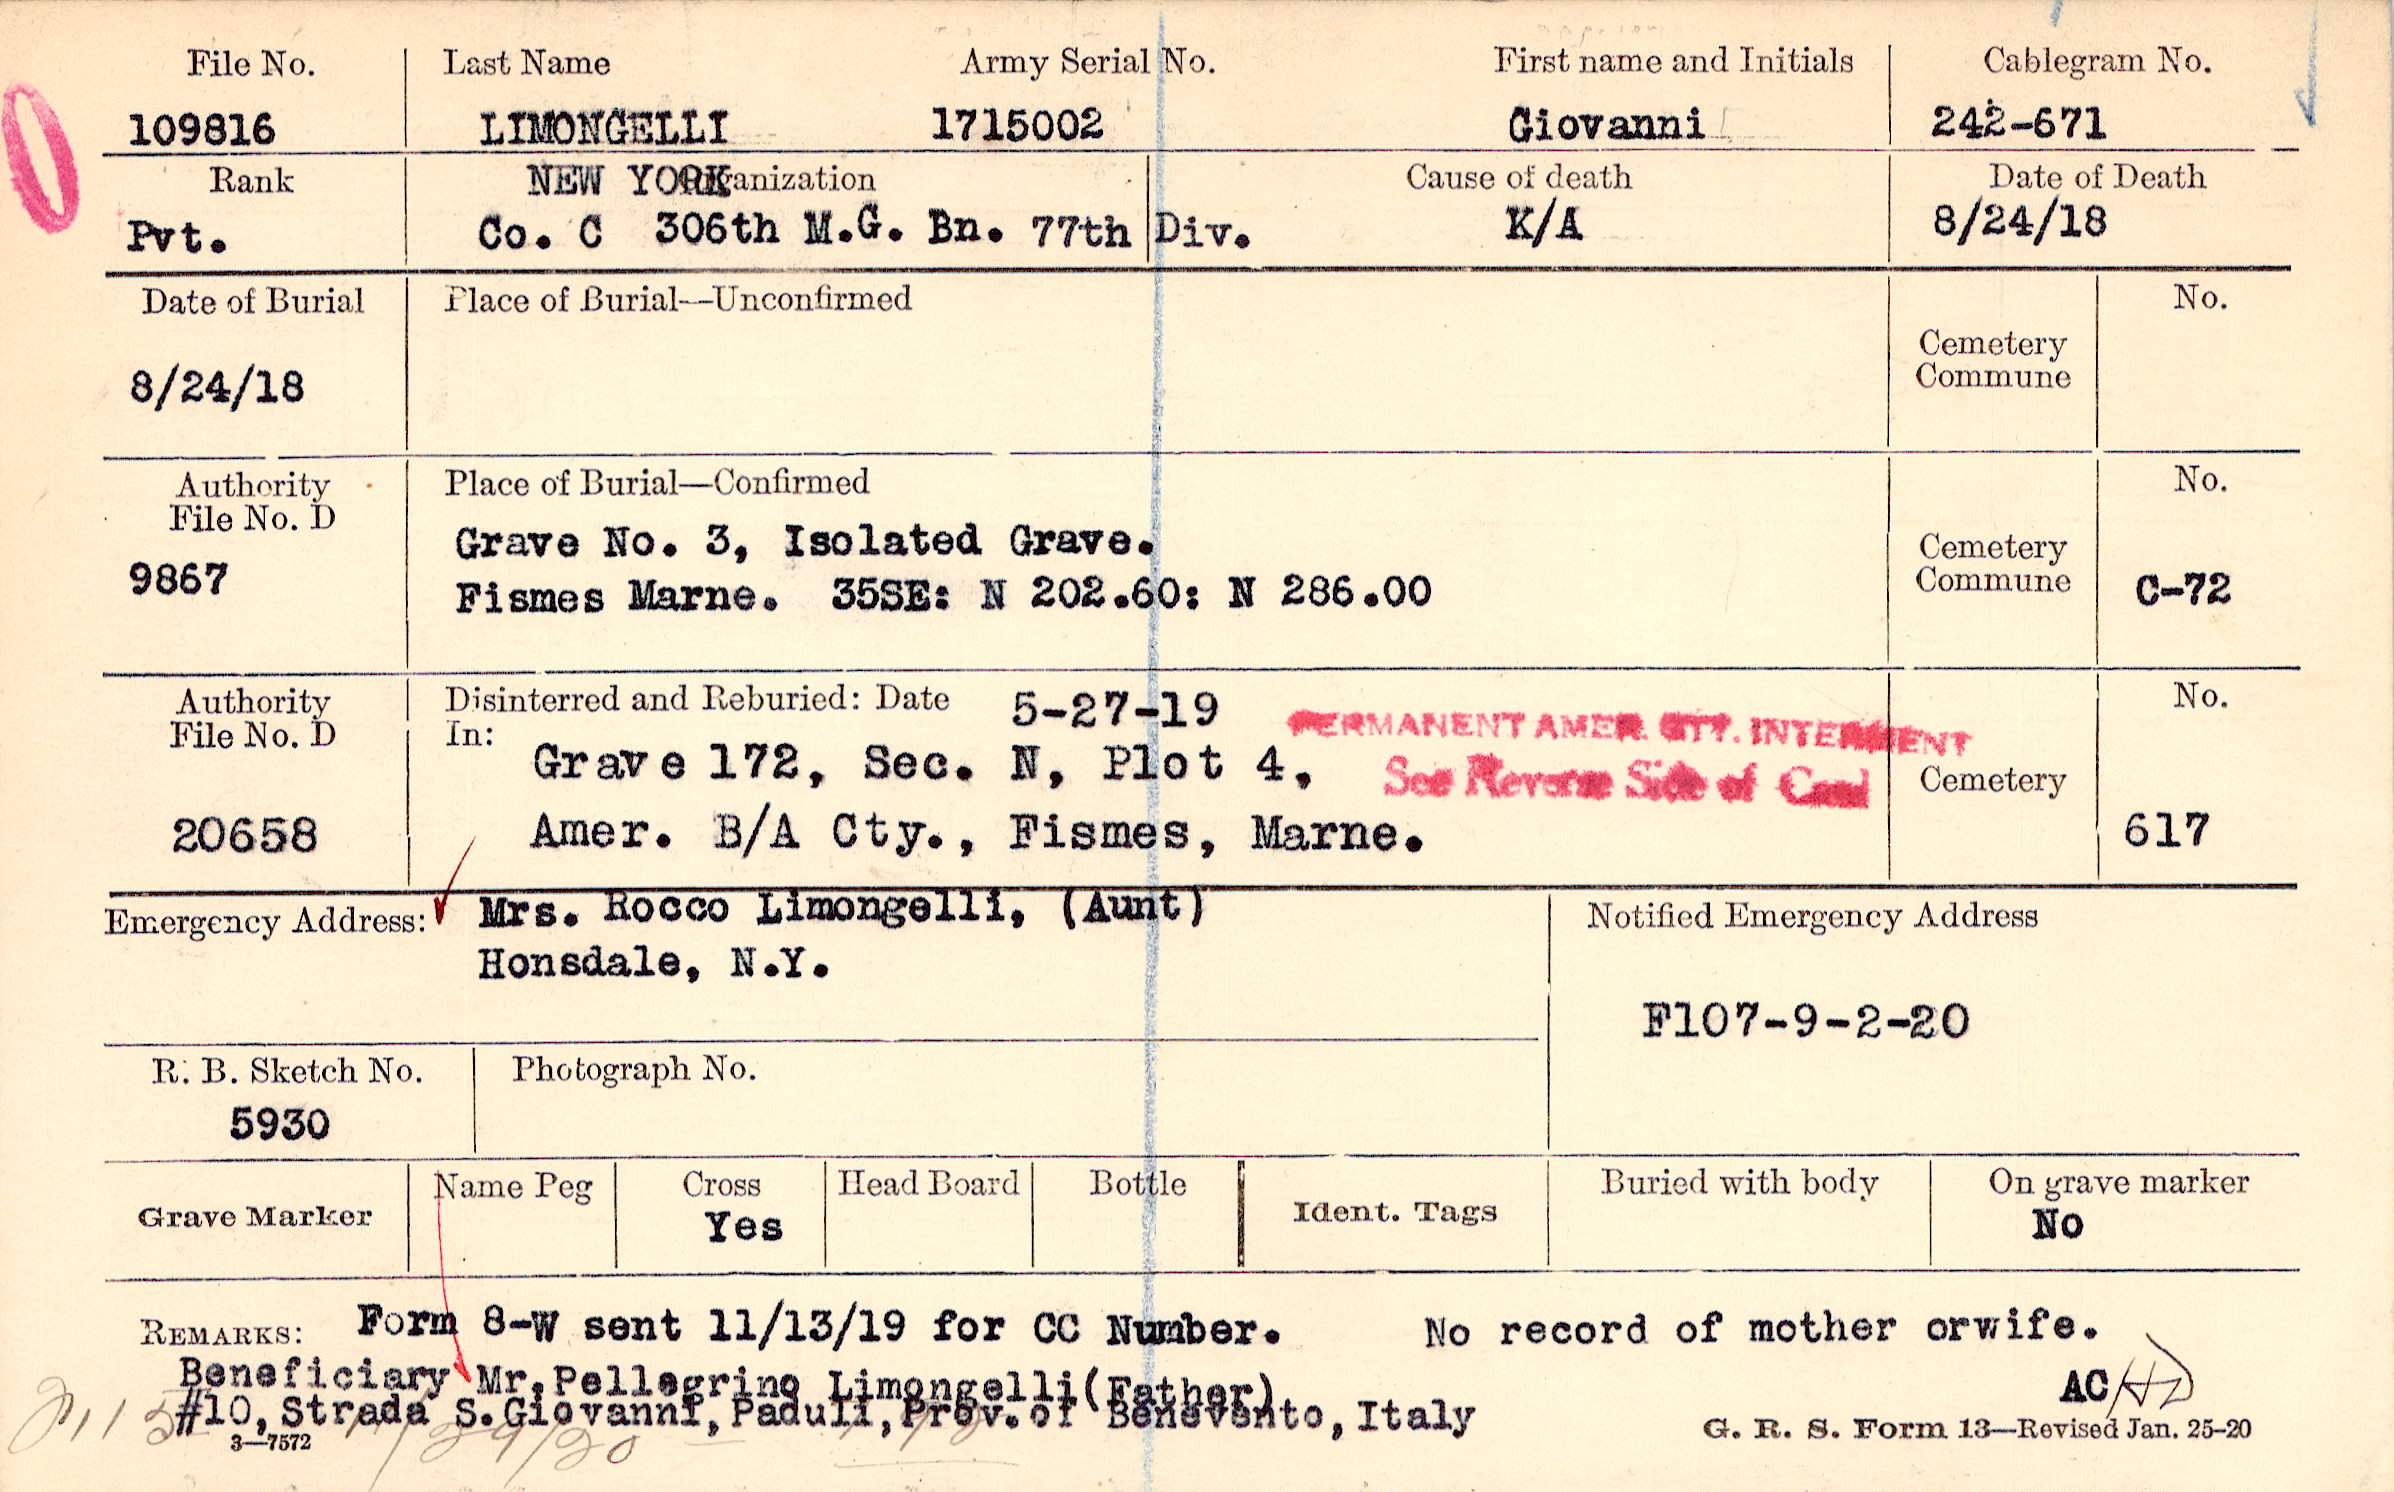 File No. Last Name Army Serial No. First name and Initials Cablegram No.
109816 LIMONGELLI 1715002 Giovanni 242-671
Rank NEW YORK Organization Cause of death Date of Death
Pvt. Co. C 306th M.G. Bn. 77th Div. K/A 8/24/18
Date of Burial Place of Burial—Unconfirmed No.
Cemetery
Commune
8/24/18
Authority Place of Burial—Confirmed No.
File No. D
Grave No. 3, Isolated Grave.
9867 Fismes Marne. 35SE: N 202.60: N 286.00 Cemetery
Commune C-72
Authority Disinterred and Reburied: Date 5-27-19 No.
File No. D In: PERMANENT AMER. CTY. INTERMENT
Grave 172, Sec. N, Plot 4, See Reverse Side of Card Cemetery
20658 Amer. B/A Cty., Fismes, Marne. 617
Emergency Address: Mrs. Rocco Limongelli, (Aunt) Notified Emergency Address
Honsdale, N.Y.
F107-9-2-20
R. B. Sketch No. Photograph No.
5930
Grave Marker Name Peg Cross Head Board Bottle Ident. Tags Buried with body On grave marker
Yes No
REMARKS: Form 8-W sent 11/13/19 for CC Number. No record of mother orwife.
Beneficiary Mr. Pellegrino Limongelli(Father) AC
#10, Strada S.Giovanni, Paduli, Prov. of Benevento, Italy
3—7572 G. R. S. Form 13—Revised Jan. 25-20